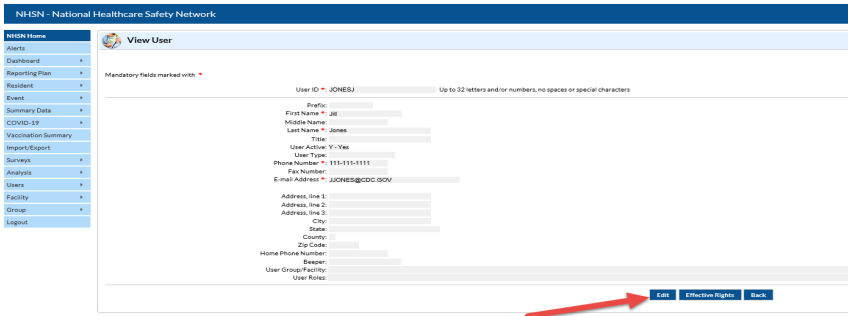 NHSN - National Healthcare Safety Network
NHSN Home
Alerts
Dashboard
Reporting Plan
Resident
Event
Summary Data
COVID-19
Vaccination Summary
Import/Export
Surveys
Analysis
Users
Facility
Group
Logout
View User
Mandatory fields marked with *
User ID *: JONESJ Up to 32 letters and/or numbers, no spaces or special characters
Prefix:
First Name *: Jill
Middle Name:
Last Name *: Jones
Title:
User Active: Y - Yes
User Type:
Phone Number *: 111-111-1111
Fax Number:
E-mail Address *: JJONES@CDC.GOV
Address, line 1:
Address, line 2:
Address, line 3:
City:
State:
County:
Zip Code:
Home Phone Number:
Beeper:
User Group/Facility:
User Roles:
Edit Effective Rights Back